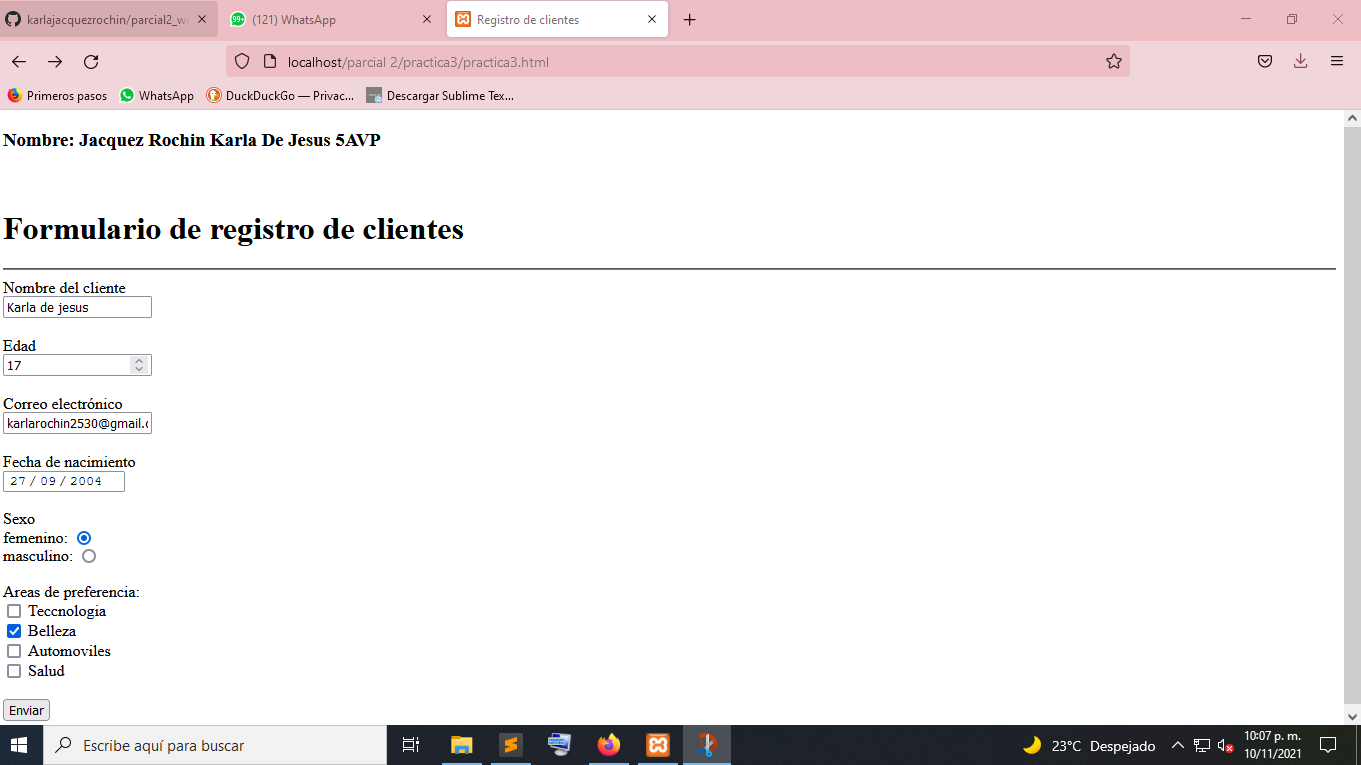 karlajacquezrochin/parcial2_w
99+ (121) WhatsApp
Registro de clientes
localhost/parcial 2/practica3/practica3.html
Primeros pasos WhatsApp DuckDuckGo — Privac... Descargar Sublime Tex...
Nombre: Jacquez Rochin Karla De Jesus 5AVP
Formulario de registro de clientes
Nombre del cliente
Karla de jesus
Edad
17
Correo electrónico
karlarochin2530@gmail.c
Fecha de nacimiento
27 / 09 / 2004
Sexo
femenino:
masculino:
Areas de preferencia:
Teccnologia
Belleza
Automoviles
Salud
Enviar
Escribe aquí para buscar
23°C Despejado
10:07 p. m.
10/11/2021